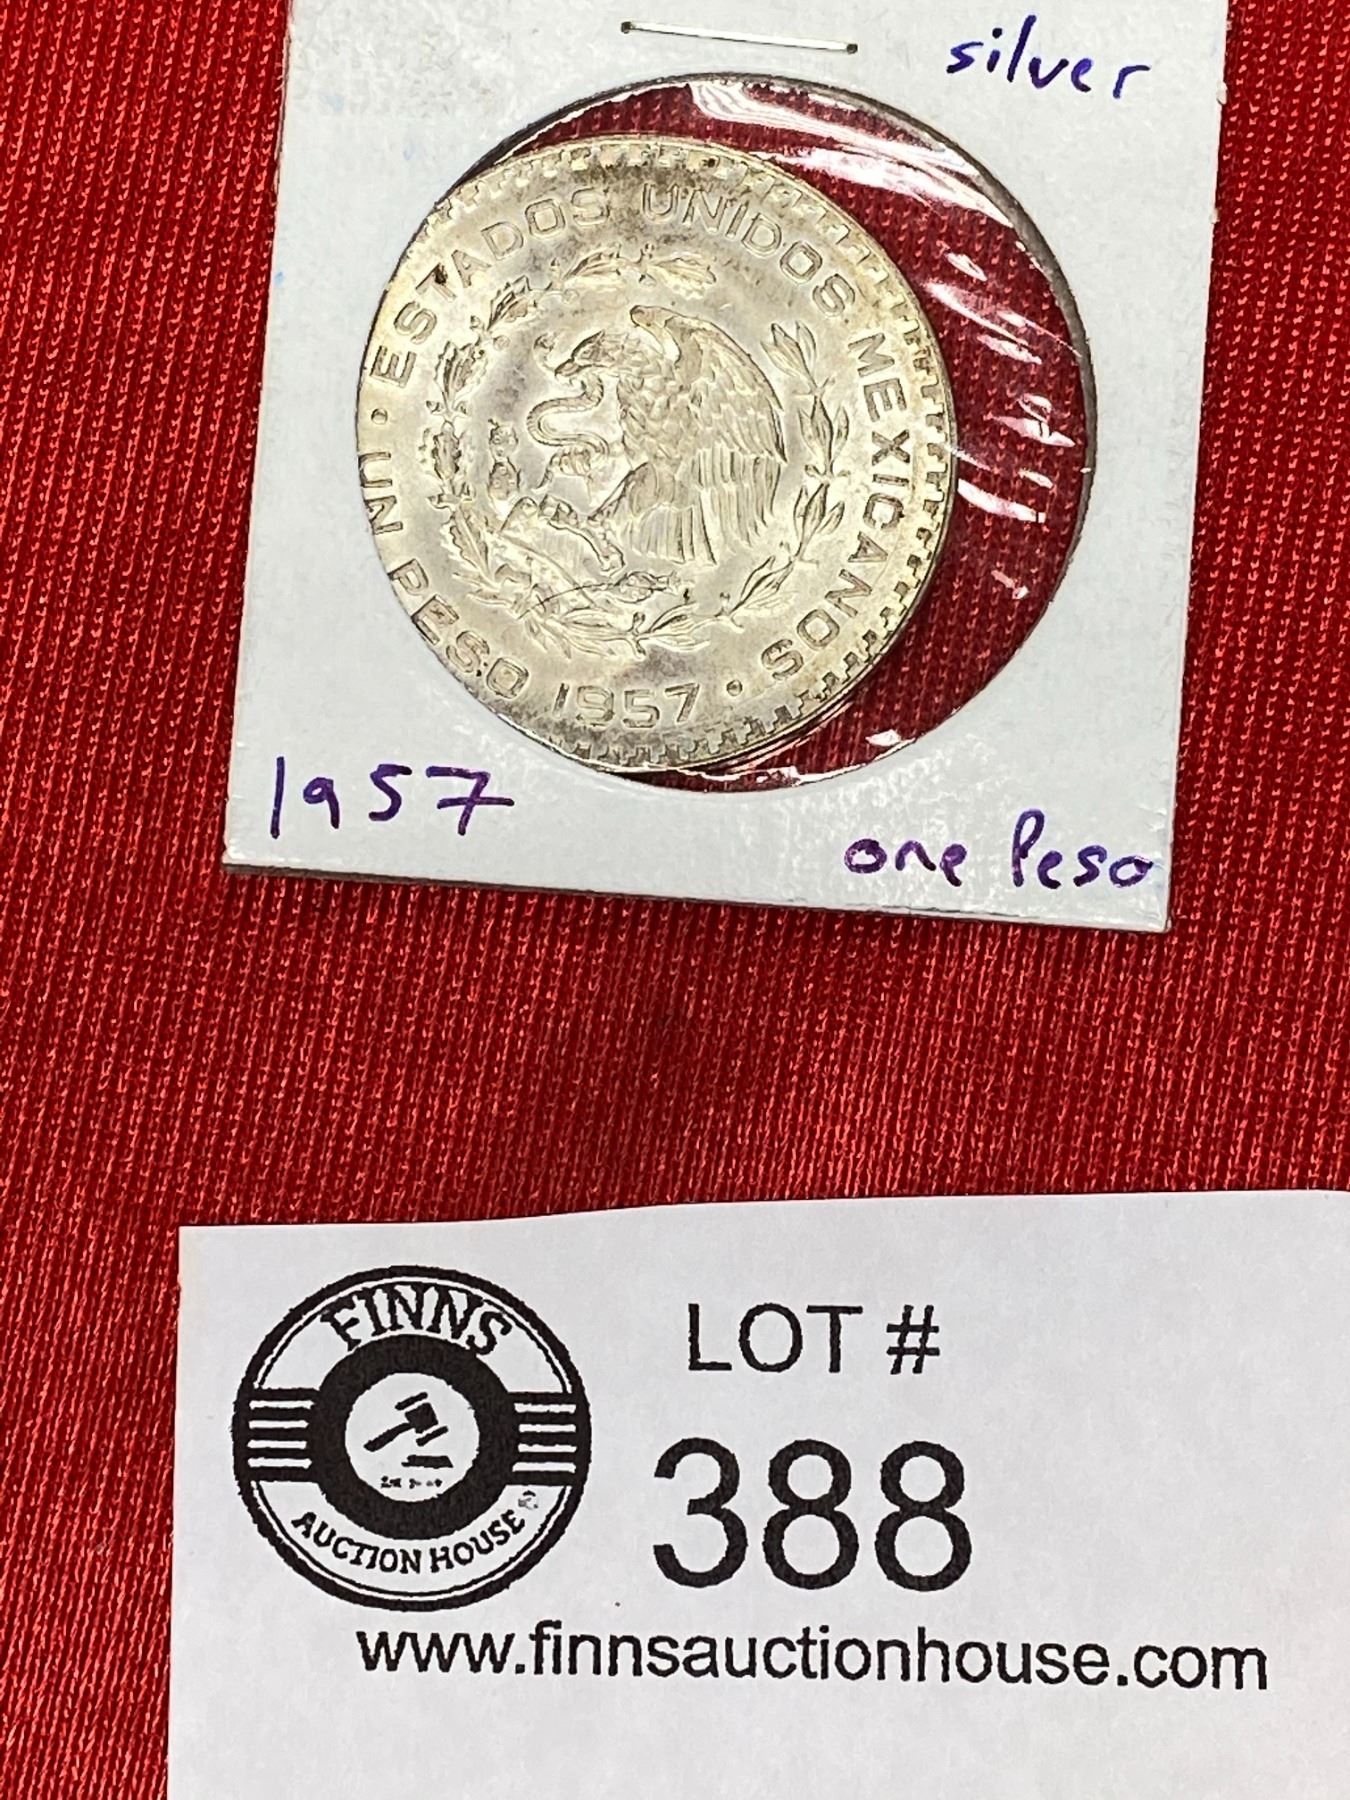 silver
ESTADOS UNIDOS MEXICANOS
· UN PESO 1957 ·
1957
one Peso
FINNS
AUCTION HOUSE
LOT #
388
www.finnsauctionhouse.com